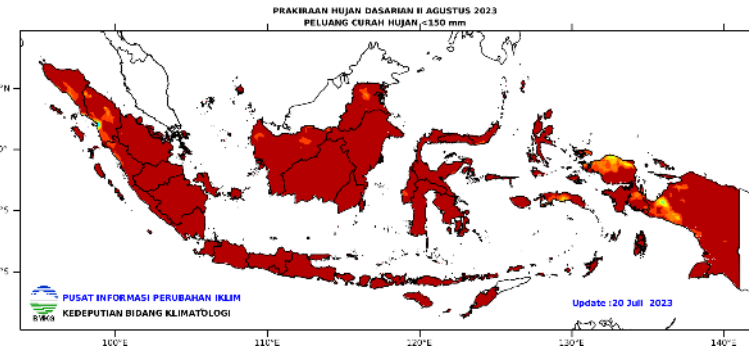 PRAKIRAAN HUJAN DASARIAN II AGUSTUS 2023
PELUANG CURAH HUJAN <150 mm
°N
°
°S
°S
PUSAT INFORMASI PERUBAHAN IKLIM
KEDEPUTIAN BIDANG KLIMATOLOGI
BMKG
Update :20 Juli 2023
100°E 110°E 120°E 130°E 140°E